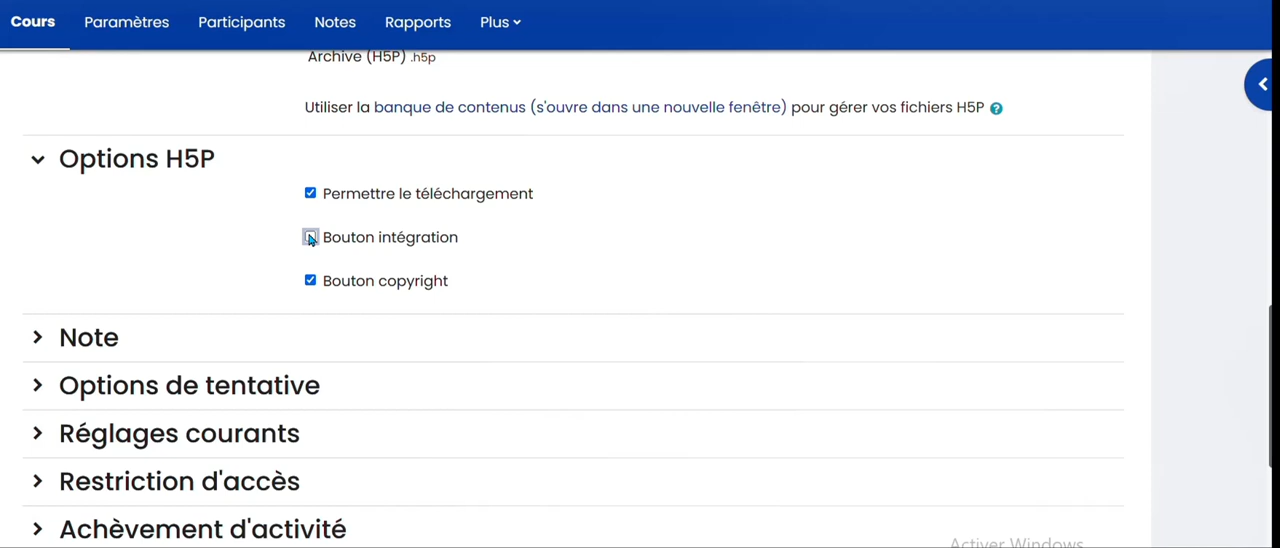 Cours Paramètres Participants Notes Rapports Plus
Archive (H5P) .h5p
Utiliser la banque de contenus (s'ouvre dans une nouvelle fenêtre) pour gérer vos fichiers H5P ?
Options H5P
Permettre le téléchargement
Bouton intégration
Bouton copyright
Note
Options de tentative
Réglages courants
Restriction d'accès
Achèvement d'activité
Activer Windows